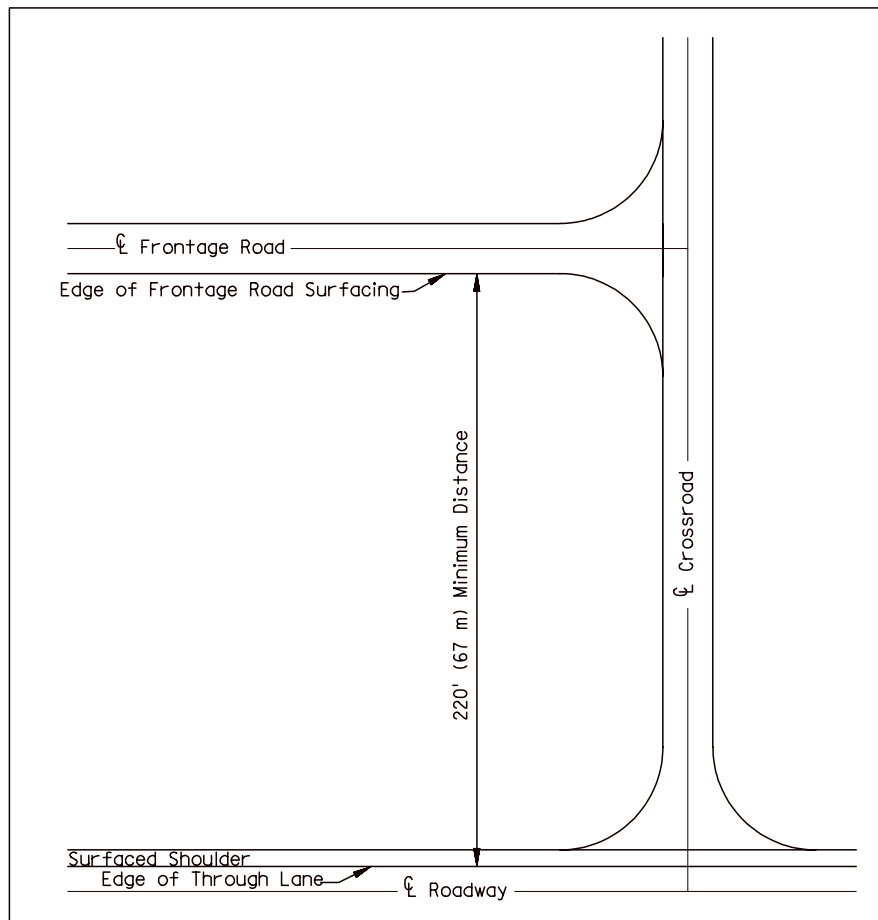 ℄ Frontage Road
Edge of Frontage Road Surfacing
220' (67 m) Minimum Distance
℄ Crossroad
Surfaced Shoulder
Edge of Through Lane
℄ Roadway